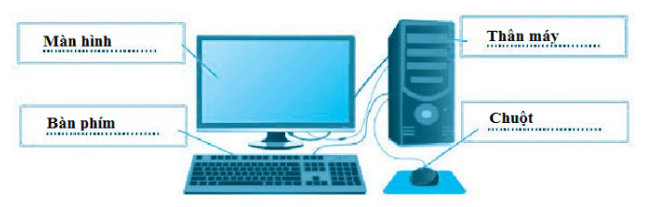 Màn hình
Thân máy
Bàn phím
Chuột